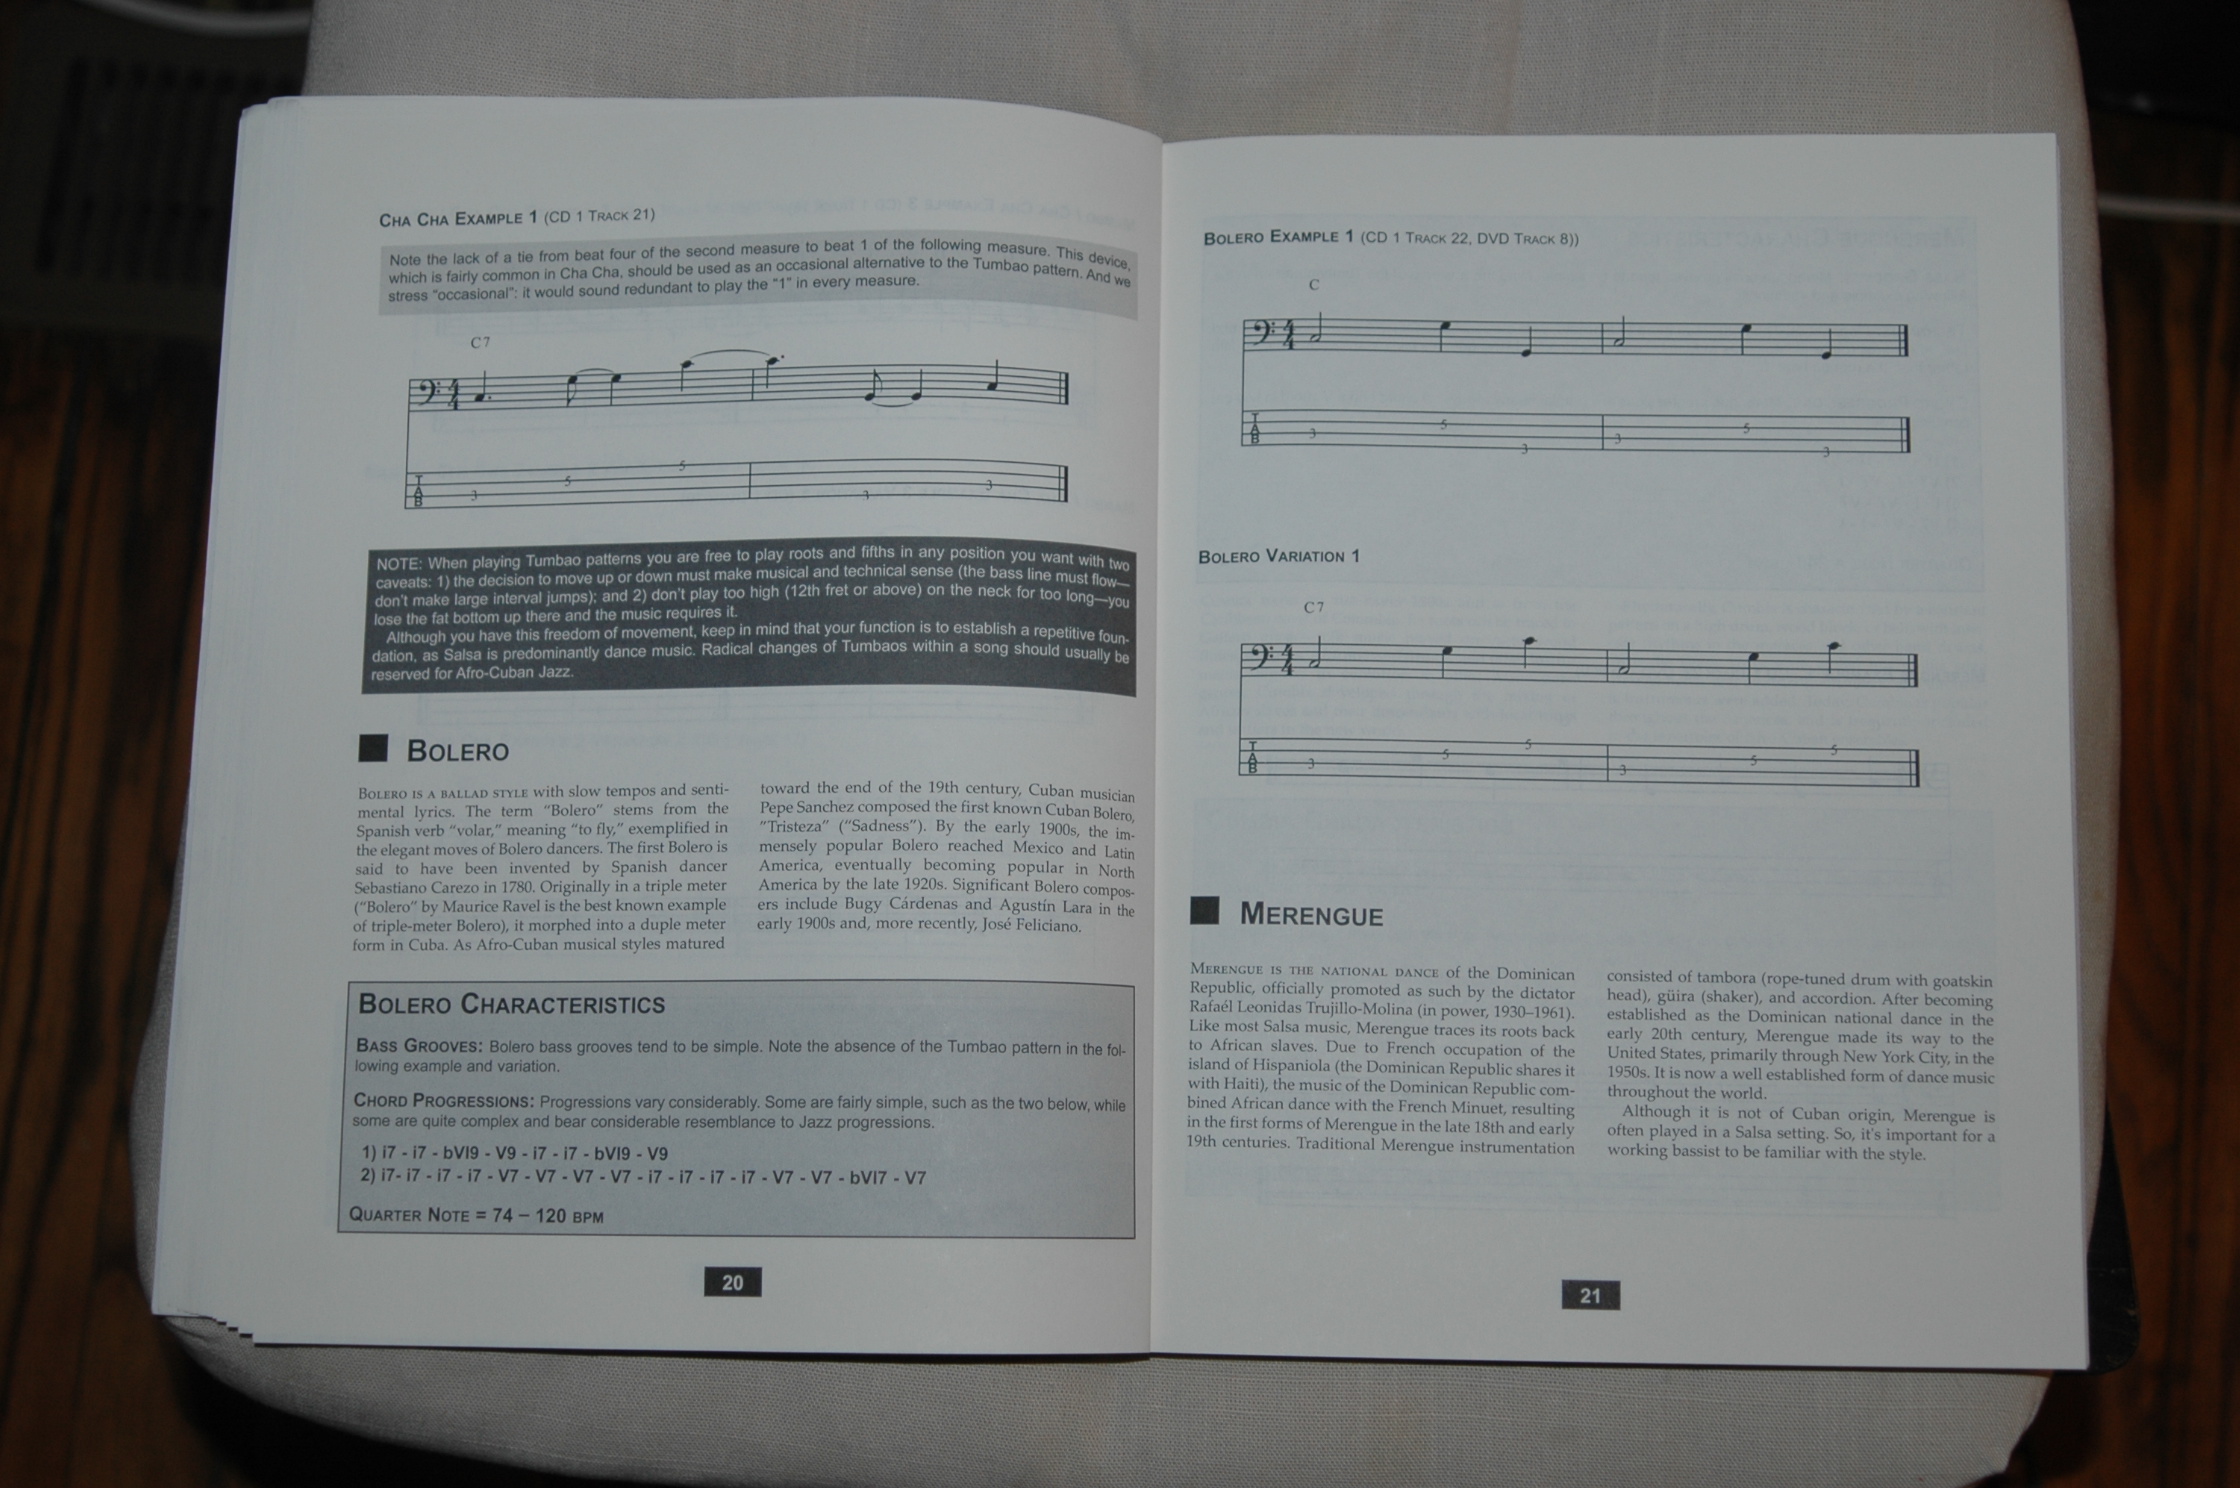 CHA CHA EXAMPLE 1 (CD 1 TRACK 21)
Note the lack of a tie from beat four of the second measure to beat 1 of the following measure. This device,
which is fairly common in Cha Cha, should be used as an occasional alternative to the Tumbao pattern. And we
stress "occasional": it would sound redundant to play the "1" in every measure.
C7
4
4
T
A
B
3 5 5 3 3
NOTE: When playing Tumbao patterns you are free to play roots and fifths in any position you want with two
caveats: 1) the decision to move up or down must make musical and technical sense (the bass line must flow—
don't make large interval jumps); and 2) don't play too high (12th fret or above) on the neck for too long—you
lose the fat bottom up there and the music requires it.
Although you have this freedom of movement, keep in mind that your function is to establish a repetitive foun-
dation, as Salsa is predominantly dance music. Radical changes of Tumbaos within a song should usually be
reserved for Afro-Cuban Jazz.
BOLERO
BOLERO IS A BALLAD STYLE with slow tempos and senti-
mental lyrics. The term "Bolero" stems from the
Spanish verb "volar," meaning "to fly," exemplified in
the elegant moves of Bolero dancers. The first Bolero is
said to have been invented by Spanish dancer
Sebastiano Carezo in 1780. Originally in a triple meter
("Bolero" by Maurice Ravel is the best known example
of triple-meter Bolero), it morphed into a duple meter
form in Cuba. As Afro-Cuban musical styles matured
toward the end of the 19th century, Cuban musician
Pepe Sanchez composed the first known Cuban Bolero,
"Tristeza" ("Sadness"). By the early 1900s, the im-
mensely popular Bolero reached Mexico and Latin
America, eventually becoming popular in North
America by the late 1920s. Significant Bolero compos-
ers include Bugy Cárdenas and Agustín Lara in the
early 1900s and, more recently, José Feliciano.
BOLERO CHARACTERISTICS
BASS GROOVES: Bolero bass grooves tend to be simple. Note the absence of the Tumbao pattern in the fol-
lowing example and variation.
CHORD PROGRESSIONS: Progressions vary considerably. Some are fairly simple, such as the two below, while
some are quite complex and bear considerable resemblance to Jazz progressions.
1) i7 - i7 - bVI9 - V9 - i7 - i7 - bVI9 - V9
2) i7- i7 - i7 - i7 - V7 - V7 - V7 - V7 - i7 - i7 - i7 - i7 - V7 - V7 - bVI7 - V7
QUARTER NOTE = 74 – 120 BPM
20
BOLERO EXAMPLE 1 (CD 1 TRACK 22, DVD TRACK 8))
C
4
4
T
A
B
3 5 3 3 5 3
BOLERO VARIATION 1
C7
4
4
T
A
B
3 5 5 3 5 5
MERENGUE
MERENGUE IS THE NATIONAL DANCE of the Dominican
Republic, officially promoted as such by the dictator
Rafaél Leonidas Trujillo-Molina (in power, 1930–1961).
Like most Salsa music, Merengue traces its roots back
to African slaves. Due to French occupation of the
island of Hispaniola (the Dominican Republic shares it
with Haiti), the music of the Dominican Republic com-
bined African dance with the French Minuet, resulting
in the first forms of Merengue in the late 18th and early
19th centuries. Traditional Merengue instrumentation
consisted of tambora (rope-tuned drum with goatskin
head), güira (shaker), and accordion. After becoming
established as the Dominican national dance in the
early 20th century, Merengue made its way to the
United States, primarily through New York City, in the
1950s. It is now a well established form of dance music
throughout the world.
Although it is not of Cuban origin, Merengue is
often played in a Salsa setting. So, it's important for a
working bassist to be familiar with the style.
21